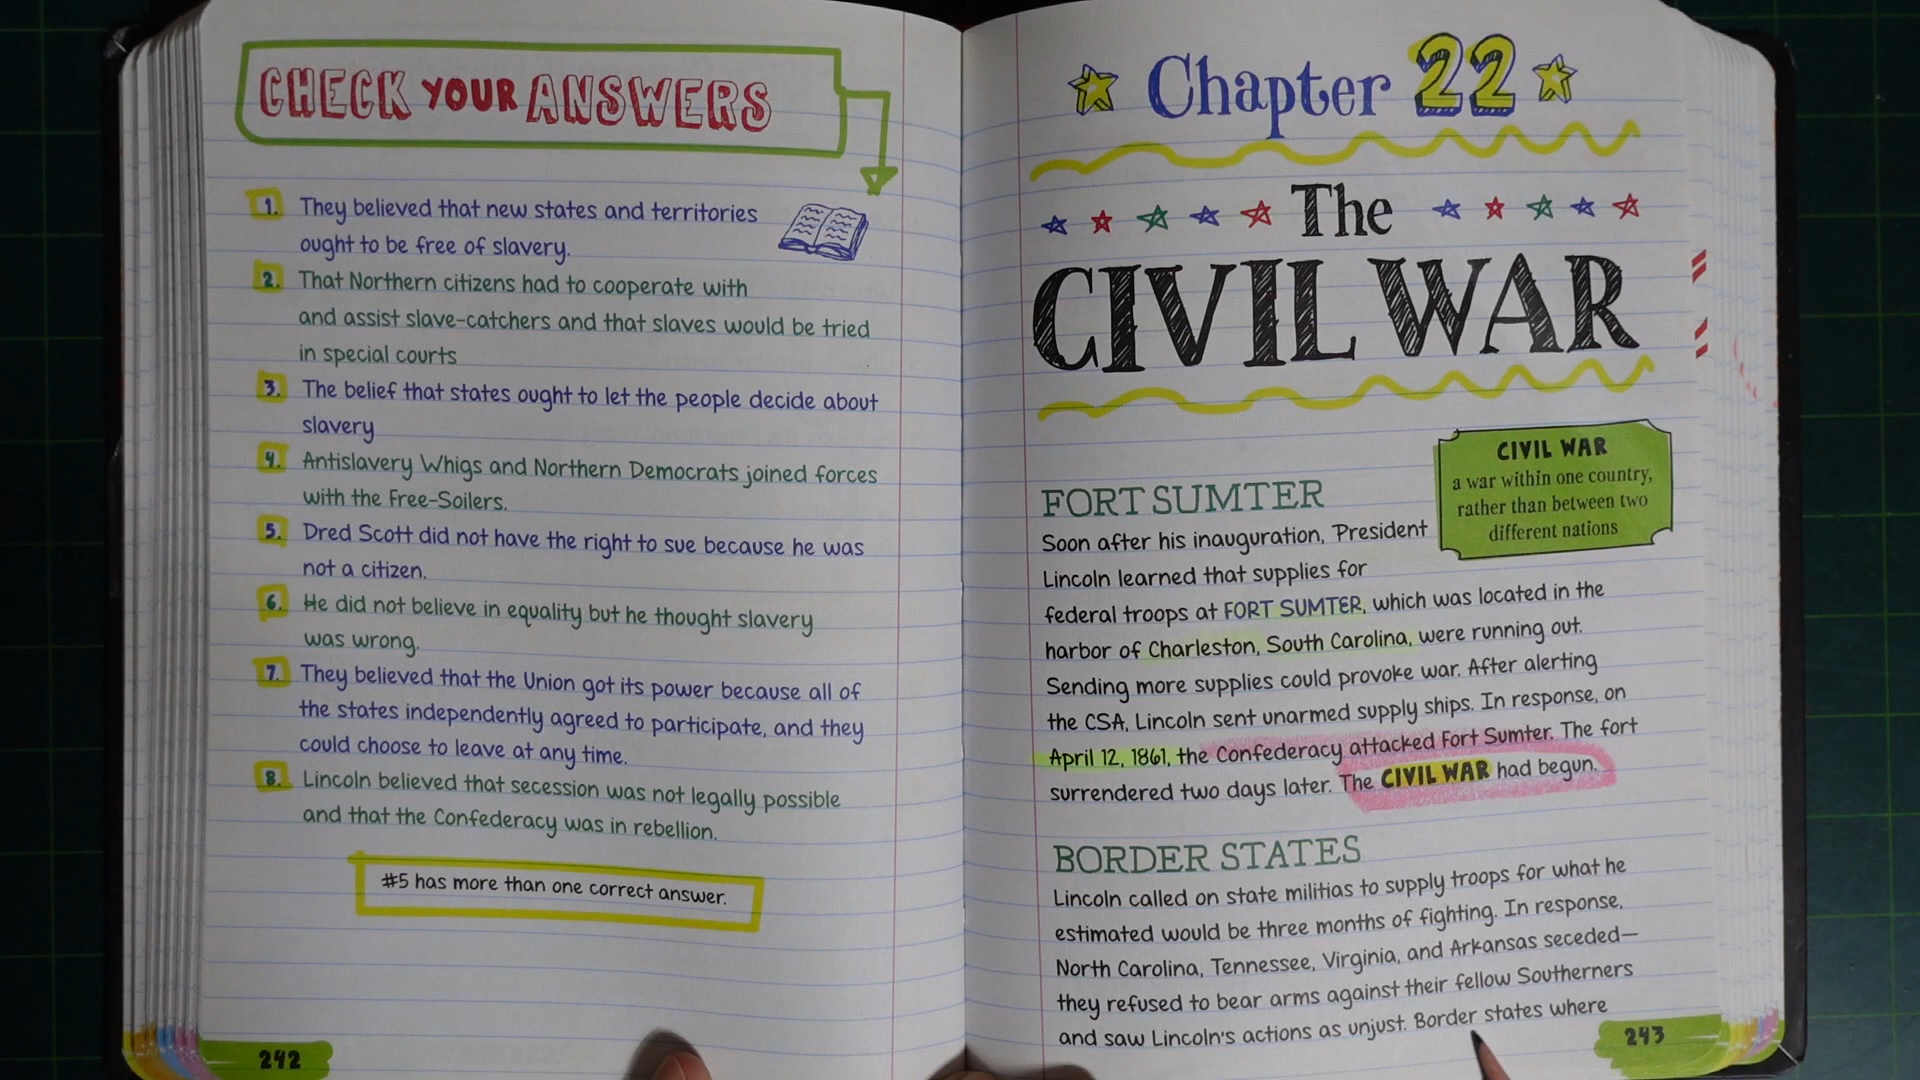 CHECK YOUR ANSWERS
1. They believed that new states and territories
ought to be free of slavery.
2. That Northern citizens had to cooperate with
and assist slave-catchers and that slaves would be tried
in special courts
3. The belief that states ought to let the people decide about
slavery
4. Antislavery Whigs and Northern Democrats joined forces
with the Free-Soilers.
5. Dred Scott did not have the right to sue because he was
not a citizen.
6. He did not believe in equality but he thought slavery
was wrong.
7. They believed that the Union got its power because all of
the states independently agreed to participate, and they
could choose to leave at any time.
8. Lincoln believed that secession was not legally possible
and that the Confederacy was in rebellion.
#5 has more than one correct answer.
242
Chapter 22
The
CIVIL WAR
CIVIL WAR
a war within one country,
rather than between two
different nations
FORT SUMTER
Soon after his inauguration, President
Lincoln learned that supplies for
federal troops at FORT SUMTER, which was located in the
harbor of Charleston, South Carolina, were running out.
Sending more supplies could provoke war. After alerting
the CSA, Lincoln sent unarmed supply ships. In response, on
April 12, 1861, the Confederacy attacked Fort Sumter. The fort
surrendered two days later. The CIVIL WAR had begun.
BORDER STATES
Lincoln called on state militias to supply troops for what he
estimated would be three months of fighting. In response,
North Carolina, Tennessee, Virginia, and Arkansas seceded—
they refused to bear arms against their fellow Southerners
and saw Lincoln's actions as unjust. Border states where
243